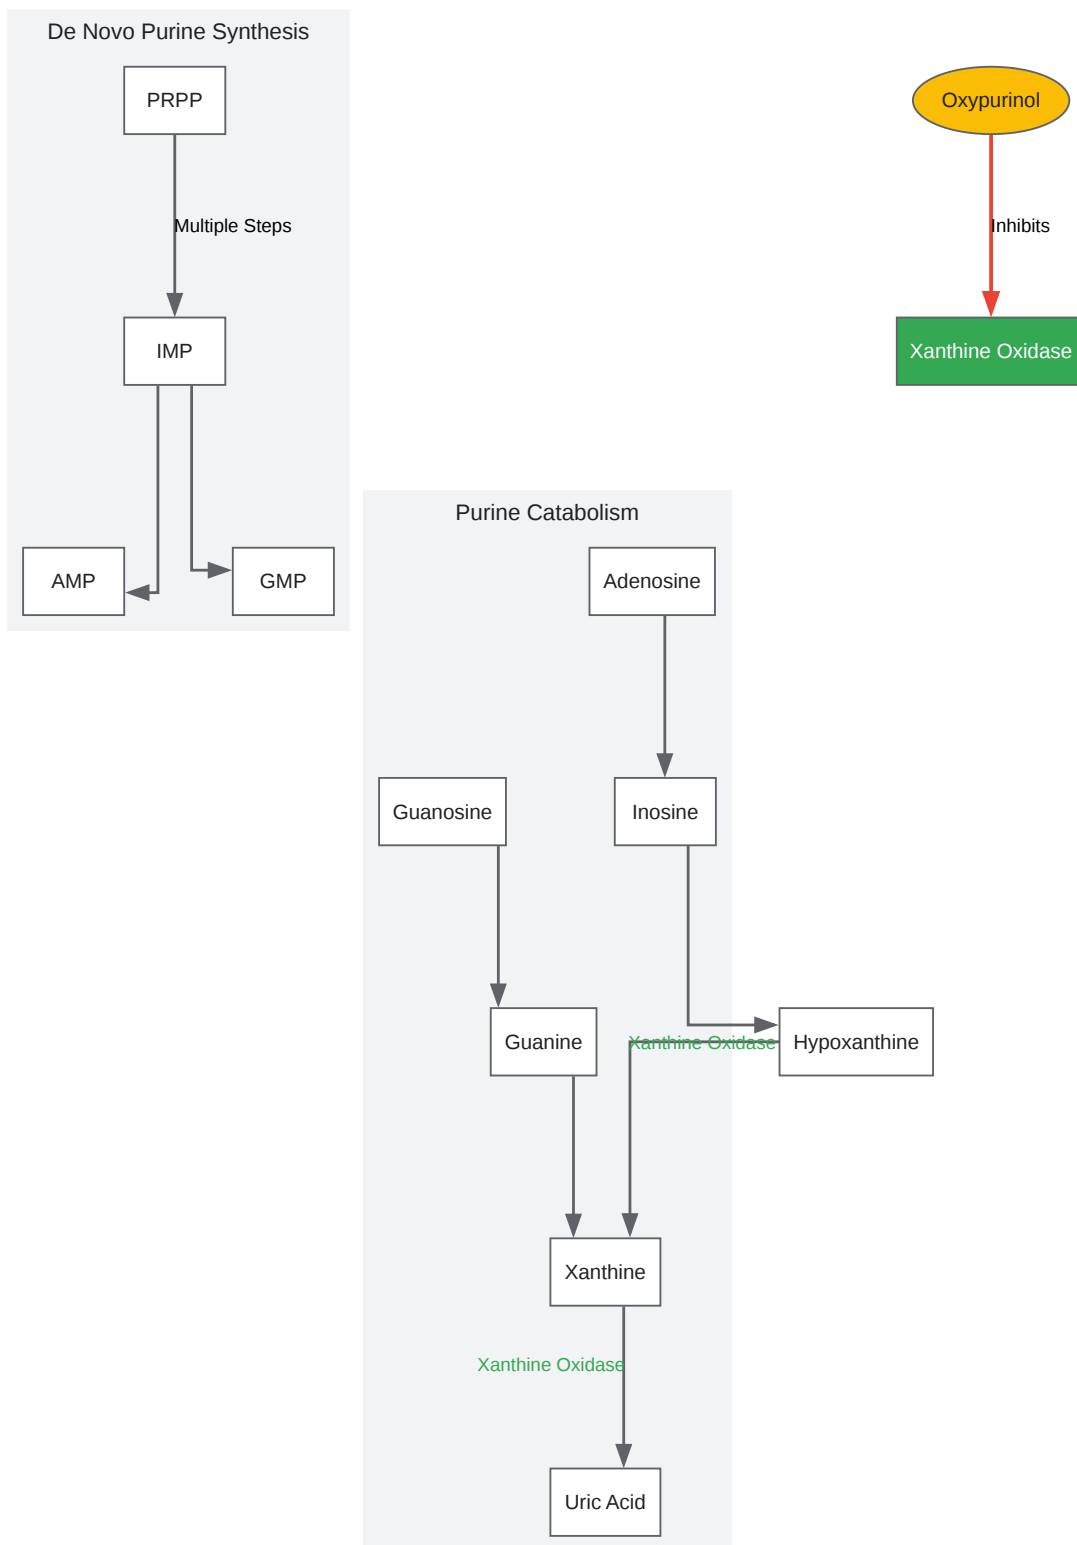 De Novo Purine Synthesis
PRPP
Oxypurinol
Multiple Steps
Inhibits
IMP
Xanthine Oxidase
Purine Catabolism
AMP
GMP
Adenosine
Guanosine
Inosine
Guanine
Xanthine Oxidase
Hypoxanthine
Xanthine
Xanthine Oxidase
Uric Acid